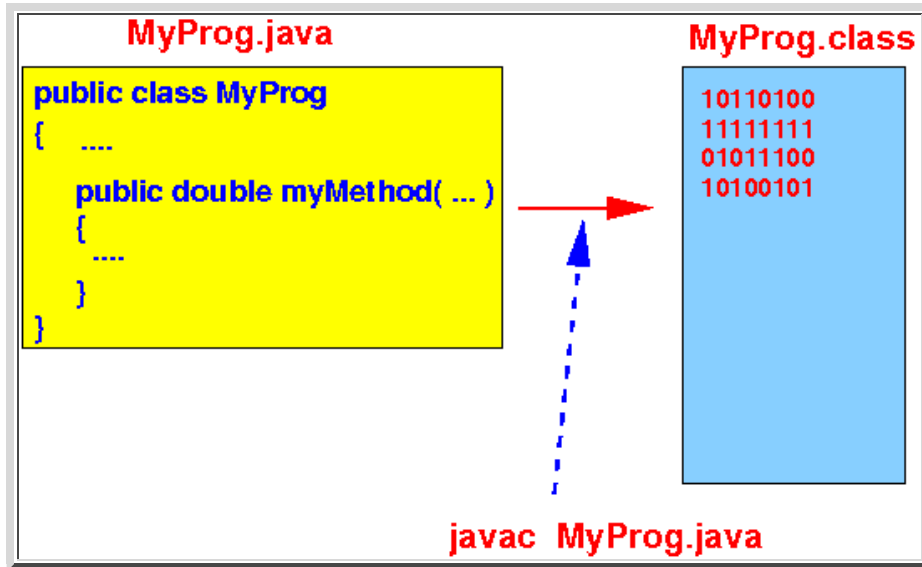 MyProg.java
public class MyProg
{ ....
public double myMethod( ... )
{
....
}
}
MyProg.class
10110100
11111111
01011100
10100101
javac MyProg.java